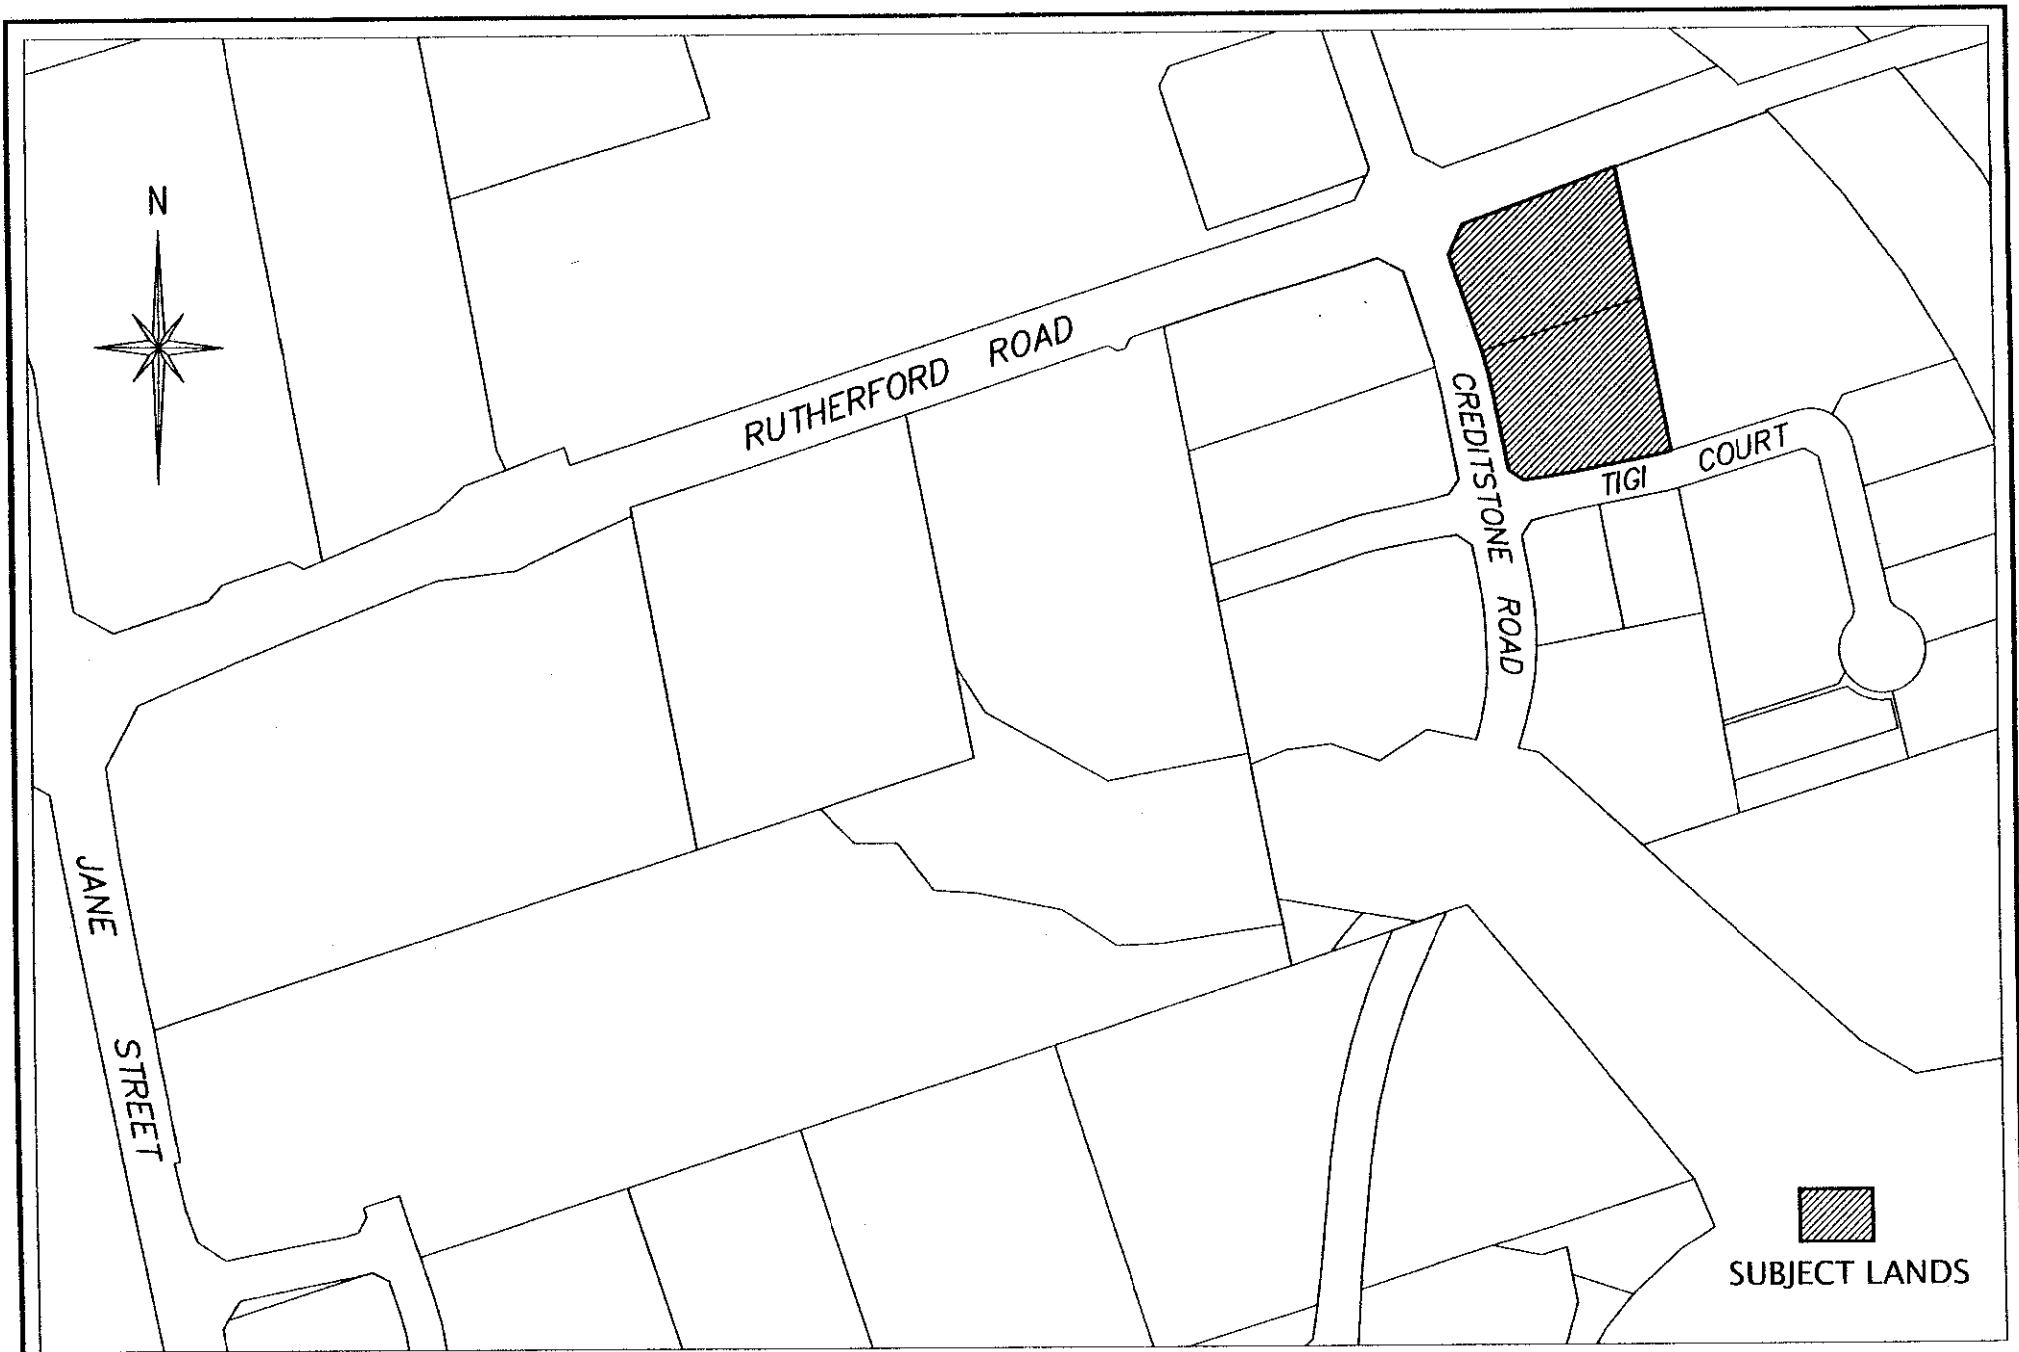 N
RUTHERFORD ROAD
CREDITSTONE ROAD
TIGI COURT
JANE STREET
SUBJECT LANDS